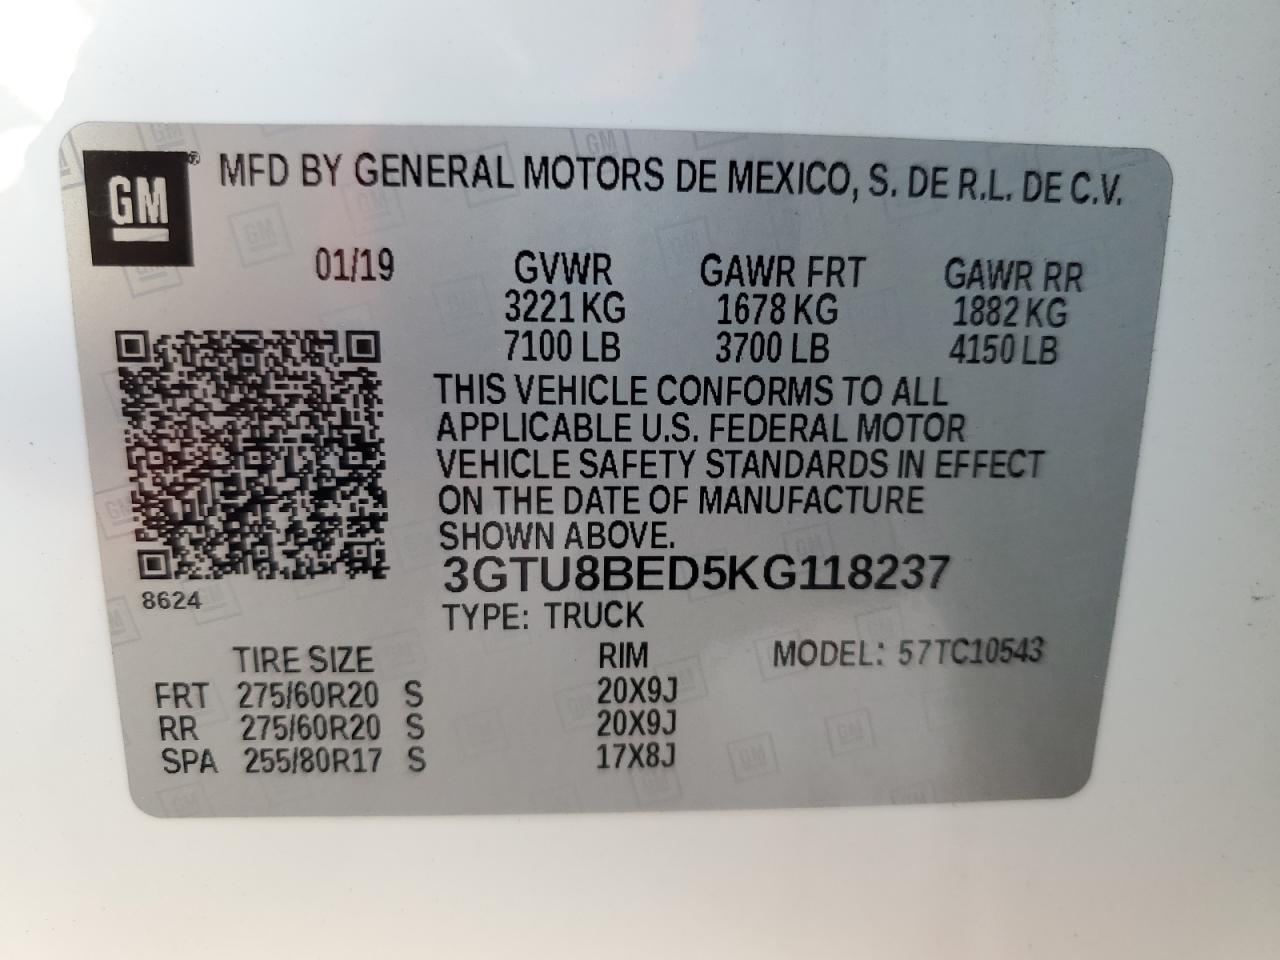 GM® MFD BY GENERAL MOTORS DE MEXICO, S. DE R.L. DE C.V.
01/19 GVWR GAWR FRT GAWR RR
3221 KG 1678 KG 1882 KG
7100 LB 3700 LB 4150 LB
THIS VEHICLE CONFORMS TO ALL
APPLICABLE U.S. FEDERAL MOTOR
VEHICLE SAFETY STANDARDS IN EFFECT
ON THE DATE OF MANUFACTURE
SHOWN ABOVE.
3GTU8BED5KG118237
8624
TYPE: TRUCK
TIRE SIZE RIM MODEL: 57TC10543
FRT 275/60R20 S 20X9J
RR 275/60R20 S 20X9J
SPA 255/80R17 S 17X8J